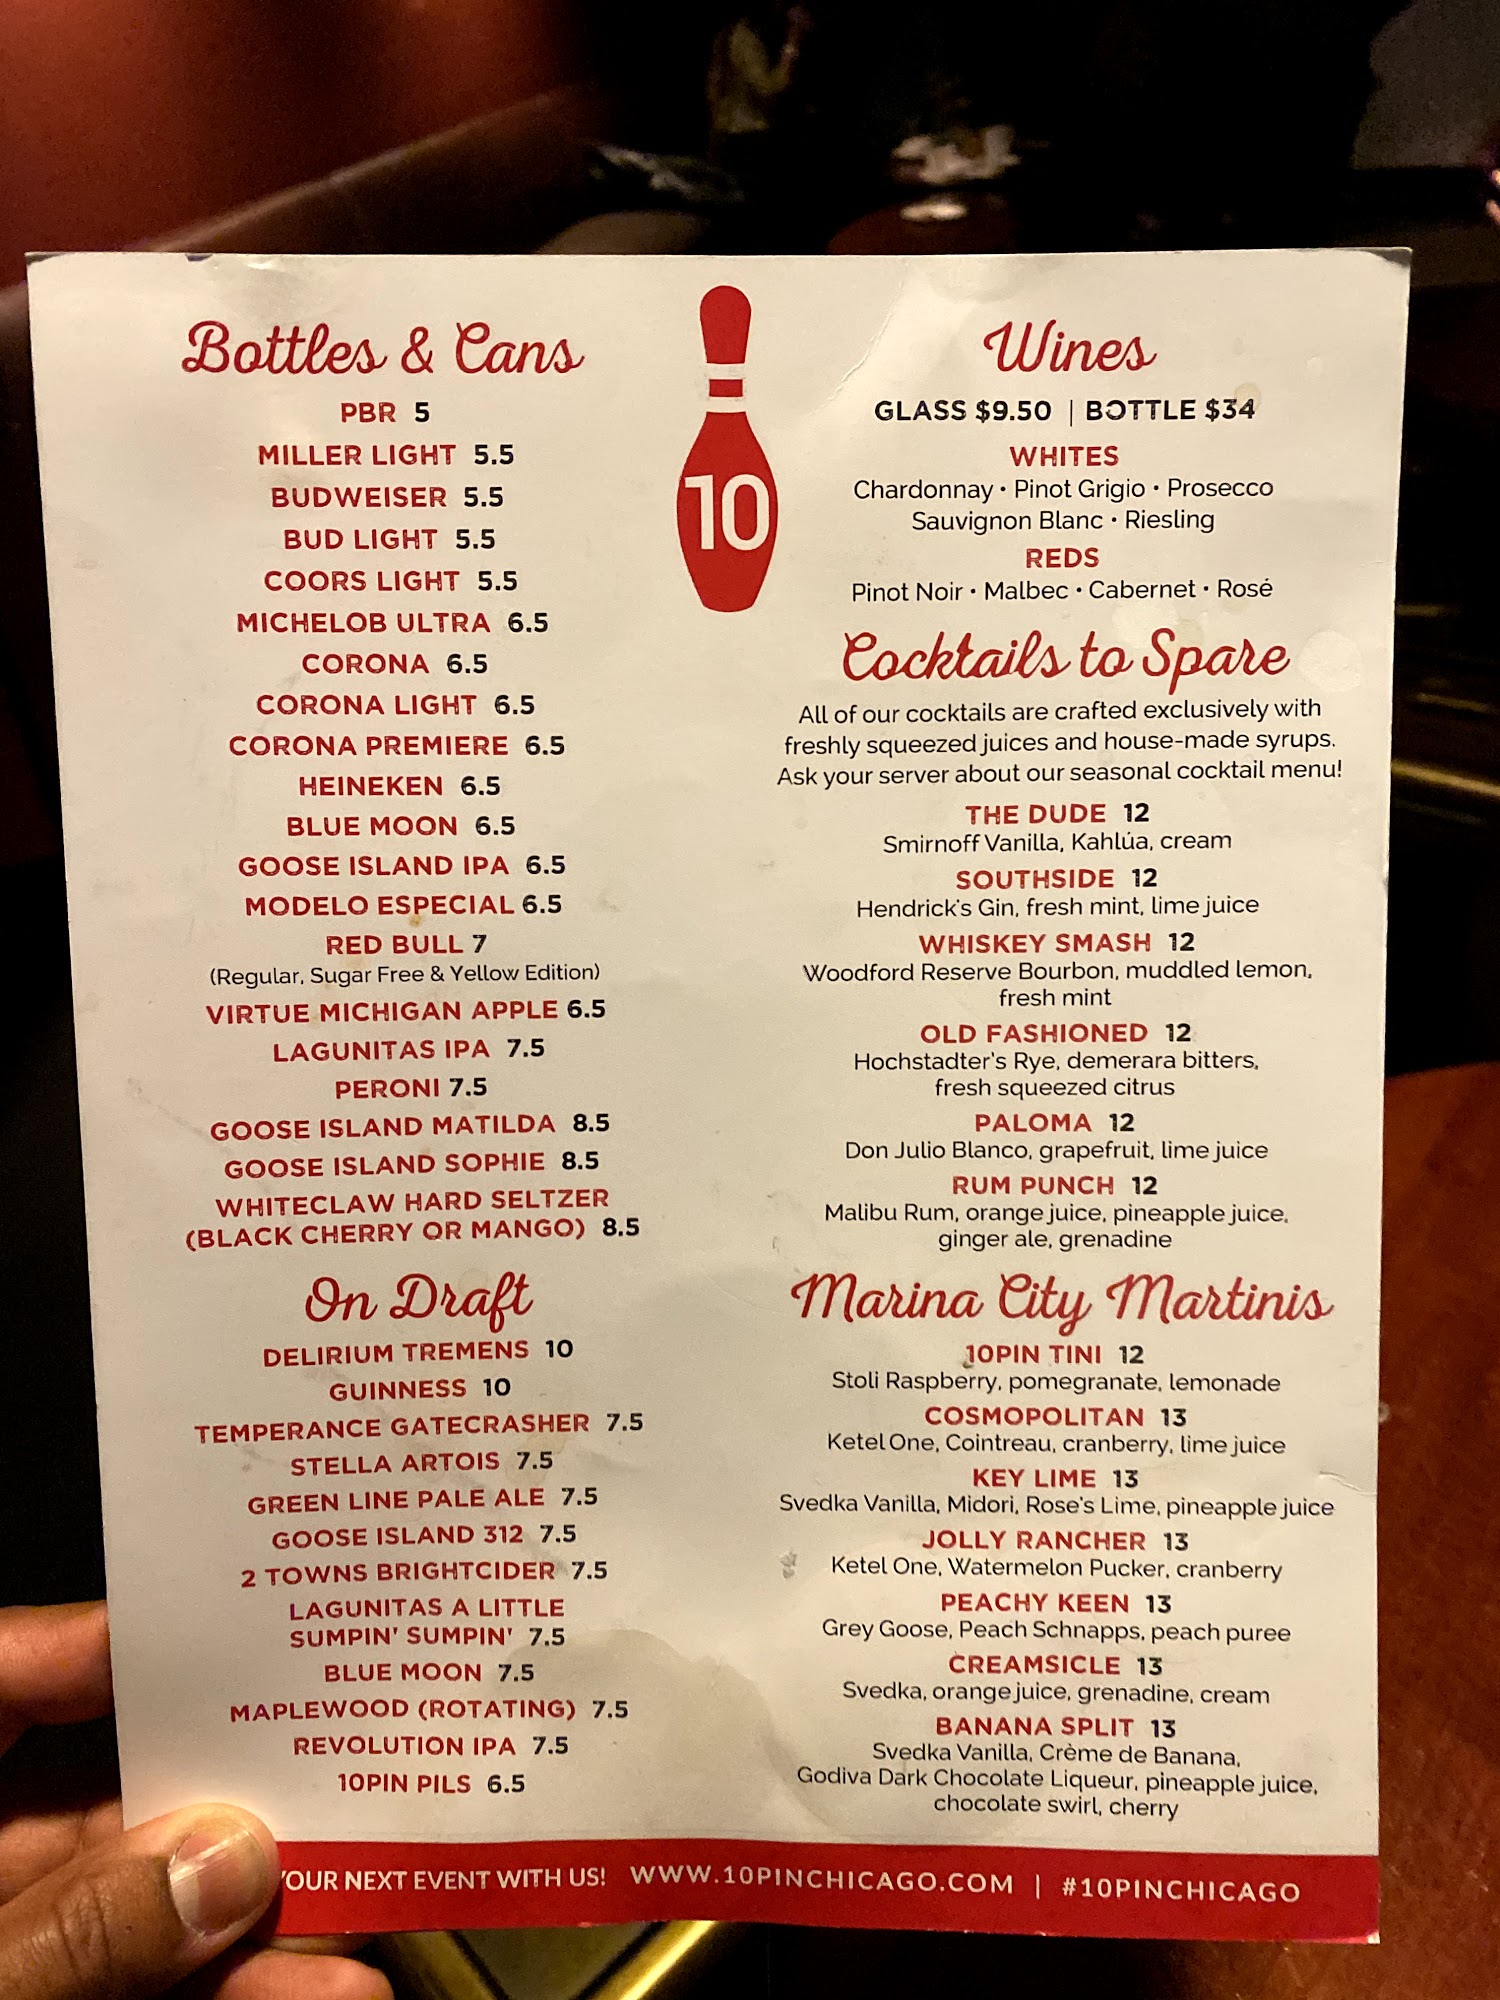 Bottles & Cans
PBR 5
MILLER LIGHT 5.5
BUDWEISER 5.5
BUD LIGHT 5.5
COORS LIGHT 5.5
MICHELOB ULTRA 6.5
CORONA 6.5
CORONA LIGHT 6.5
CORONA PREMIERE 6.5
HEINEKEN 6.5
BLUE MOON 6.5
GOOSE ISLAND IPA 6.5
MODELO ESPECIAL 6.5
RED BULL 7
(Regular, Sugar Free & Yellow Edition)
VIRTUE MICHIGAN APPLE 6.5
LAGUNITAS IPA 7.5
PERONI 7.5
GOOSE ISLAND MATILDA 8.5
GOOSE ISLAND SOPHIE 8.5
WHITECLAW HARD SELTZER
(BLACK CHERRY OR MANGO) 8.5
On Draft
DELIRIUM TREMENS 10
GUINNESS 10
TEMPERANCE GATECRASHER 7.5
STELLA ARTOIS 7.5
GREEN LINE PALE ALE 7.5
GOOSE ISLAND 312 7.5
2 TOWNS BRIGHTCIDER 7.5
LAGUNITAS A LITTLE
SUMPIN' SUMPIN' 7.5
BLUE MOON 7.5
MAPLEWOOD (ROTATING) 7.5
REVOLUTION IPA 7.5
10PIN PILS 6.5
10
Wines
GLASS $9.50 | BOTTLE $34
WHITES
Chardonnay • Pinot Grigio • Prosecco
Sauvignon Blanc • Riesling
REDS
Pinot Noir • Malbec • Cabernet • Rosé
Cocktails to Spare
All of our cocktails are crafted exclusively with
freshly squeezed juices and house-made syrups.
Ask your server about our seasonal cocktail menu!
THE DUDE 12
Smirnoff Vanilla, Kahlúa, cream
SOUTHSIDE 12
Hendrick's Gin, fresh mint, lime juice
WHISKEY SMASH 12
Woodford Reserve Bourbon, muddled lemon,
fresh mint
OLD FASHIONED 12
Hochstadter's Rye, demerara bitters,
fresh squeezed citrus
PALOMA 12
Don Julio Blanco, grapefruit, lime juice
RUM PUNCH 12
Malibu Rum, orange juice, pineapple juice,
ginger ale, grenadine
Marina City Martinis
10PIN TINI 12
Stoli Raspberry, pomegranate, lemonade
COSMOPOLITAN 13
Ketel One, Cointreau, cranberry, lime juice
KEY LIME 13
Svedka Vanilla, Midori, Rose's Lime, pineapple juice
JOLLY RANCHER 13
Ketel One, Watermelon Pucker, cranberry
PEACHY KEEN 13
Grey Goose, Peach Schnapps, peach puree
CREAMSICLE 13
Svedka, orange juice, grenadine, cream
BANANA SPLIT 13
Svedka Vanilla, Crème de Banana,
Godiva Dark Chocolate Liqueur, pineapple juice,
chocolate swirl, cherry
YOUR NEXT EVENT WITH US! WWW.10PINCHICAGO.COM | #10PINCHICAGO